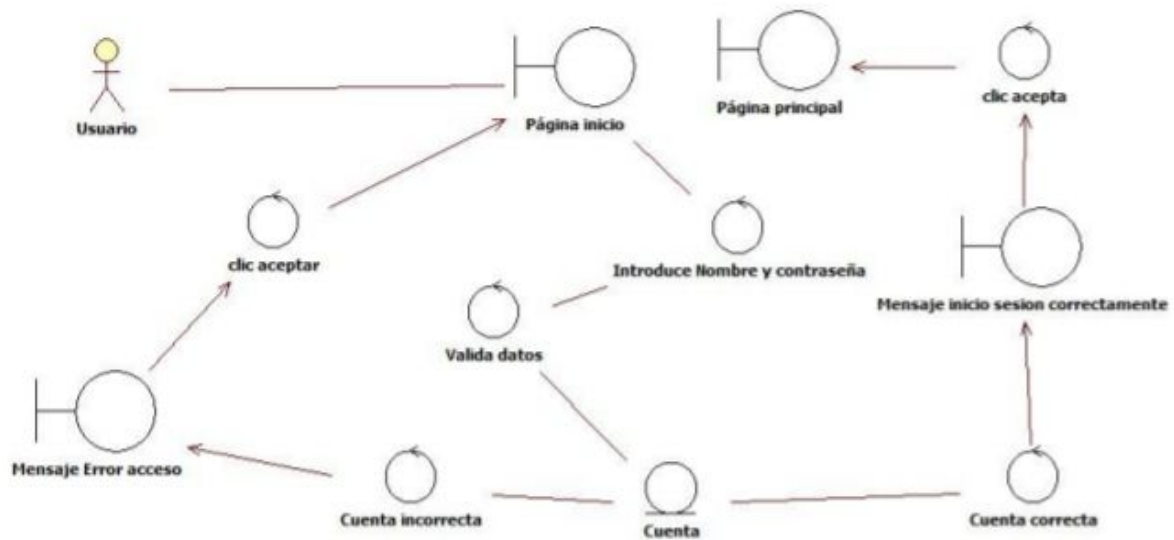 Usuario
Página inicio
Página principal
clic acepta
clic aceptar
Introduce Nombre y contraseña
Mensaje inicio sesion correctamente
Valida datos
Mensaje Error acceso
Cuenta incorrecta
Cuenta
Cuenta correcta